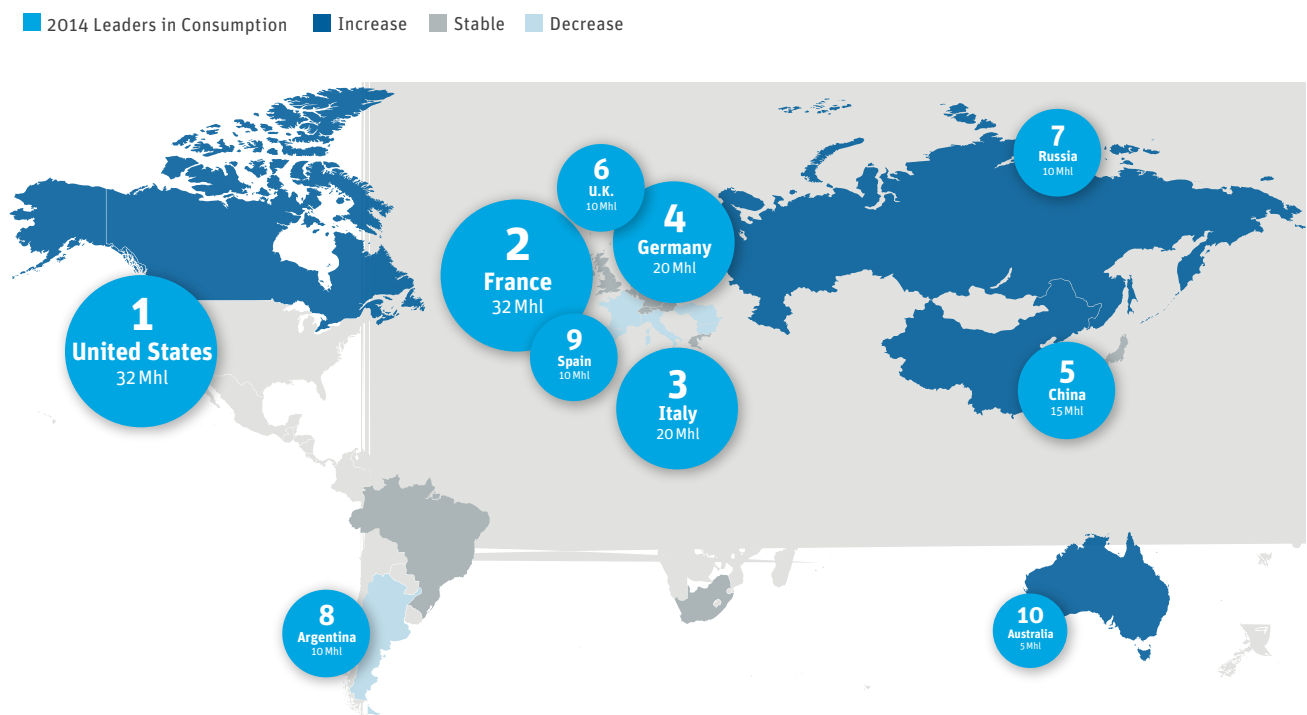 2014 Leaders in Consumption
Increase
Stable
Decrease
1
United States
32 Mhl
2
France
32 Mhl
3
Italy
20 Mhl
4
Germany
20 Mhl
5
China
15 Mhl
6
U.K.
10 Mhl
7
Russia
10 Mhl
8
Argentina
10 Mhl
9
Spain
10 Mhl
10
Australia
5 Mhl